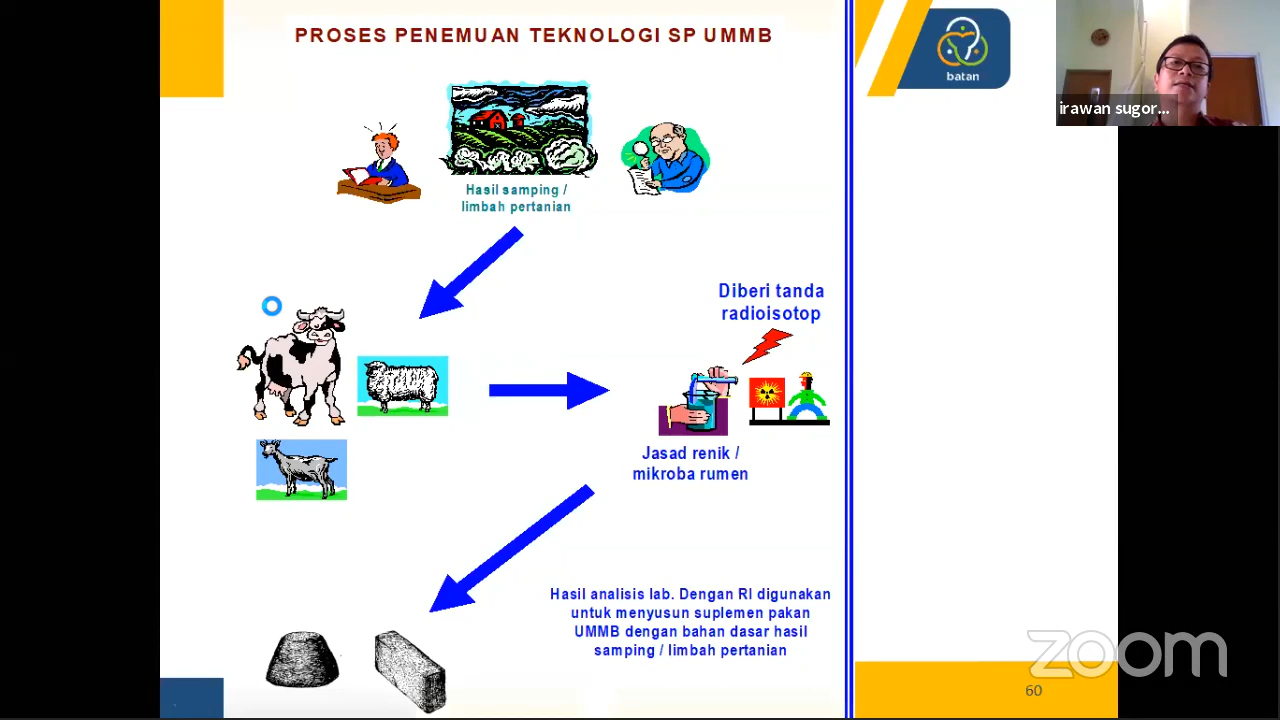 PROSES PENEMUAN TEKNOLOGI SP UMMB
batan
irawan sugor...
Hasil samping /
limbah pertanian
Diberi tanda
radioisotop
Jasad renik /
mikroba rumen
Hasil analisis lab. Dengan RI digunakan
untuk menyusun suplemen pakan
UMMB dengan bahan dasar hasil
samping / limbah pertanian
zoom
60